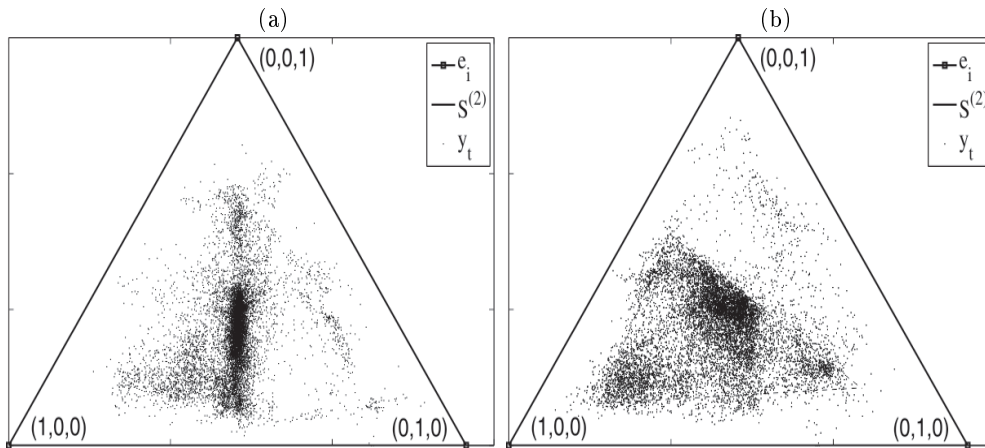 (a)
(0,0,1)
e_i
S^(2)
y_t
(1,0,0)
(0,1,0)
(b)
(0,0,1)
e_i
S^(2)
y_t
(1,0,0)
(0,1,0)